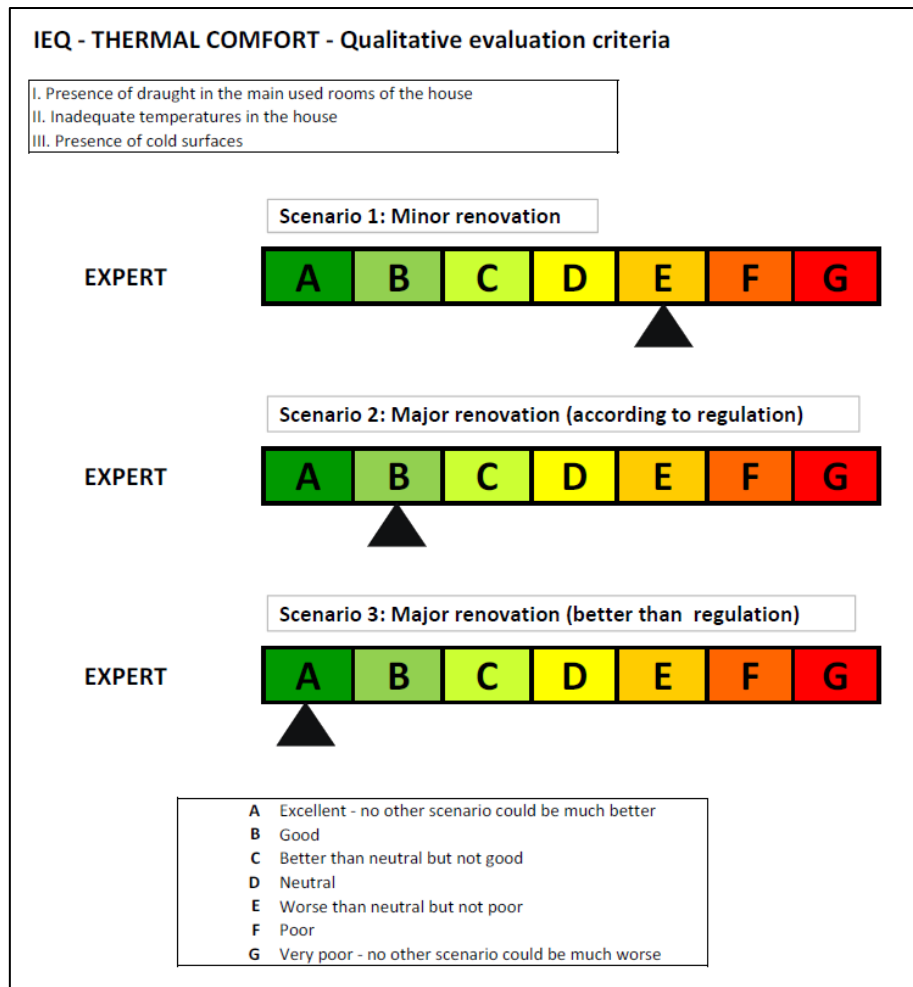 IEQ - THERMAL COMFORT - Qualitative evaluation criteria
I. Presence of draught in the main used rooms of the house
II. Inadequate temperatures in the house
III. Presence of cold surfaces
Scenario 1: Minor renovation
EXPERT A B C D E F G
Scenario 2: Major renovation (according to regulation)
EXPERT A B C D E F G
Scenario 3: Major renovation (better than regulation)
EXPERT A B C D E F G
A Excellent - no other scenario could be much better
B Good
C Better than neutral but not good
D Neutral
E Worse than neutral but not poor
F Poor
G Very poor - no other scenario could be much worse